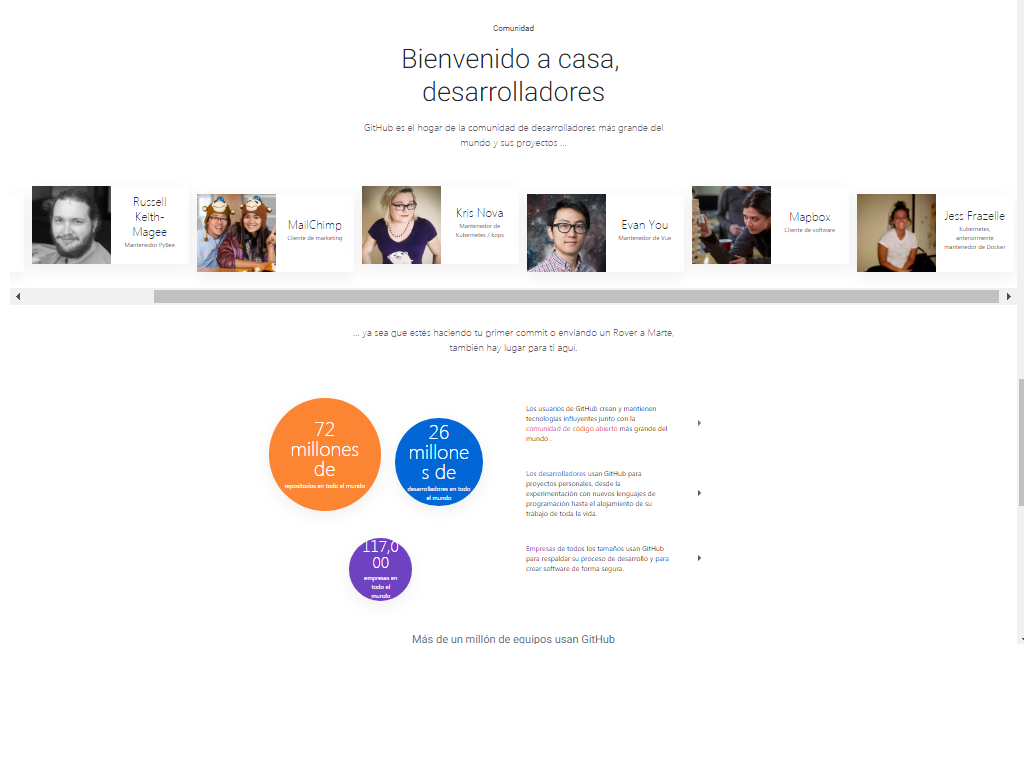 Comunidad
Bienvenido a casa,
desarrolladores
GitHub es el hogar de la comunidad de desarrolladores más grande del
mundo y sus proyectos ...
Russell
Keith-
Magee
Mantenedor PyBee
MailChimp
Cliente de marketing
Kris Nova
Mantenedor de
Kubernetes / kops
Evan You
Mantenedor de Vue
Mapbox
Cliente de software
Jess Frazelle
Kubernetes,
anteriormente
mantenedor de Docker
... ya sea que estés haciendo tu primer commit o enviando un Rover a Marte,
también hay lugar para ti aquí.
72
millones
de
repositorios en todo el mundo
26
millone
s de
desarrolladores en todo
el mundo
117,0
00
empresas en
todo el
mundo
Los usuarios de GitHub crean y mantienen
tecnologías influyentes junto con la
comunidad de código abierto más grande del
mundo .
Los desarrolladores usan GitHub para
proyectos personales, desde la
experimentación con nuevos lenguajes de
programación hasta el alojamiento de su
trabajo de toda la vida.
Empresas de todos los tamaños usan GitHub
para respaldar su proceso de desarrollo y para
crear software de forma segura.
Más de un millón de equipos usan GitHub